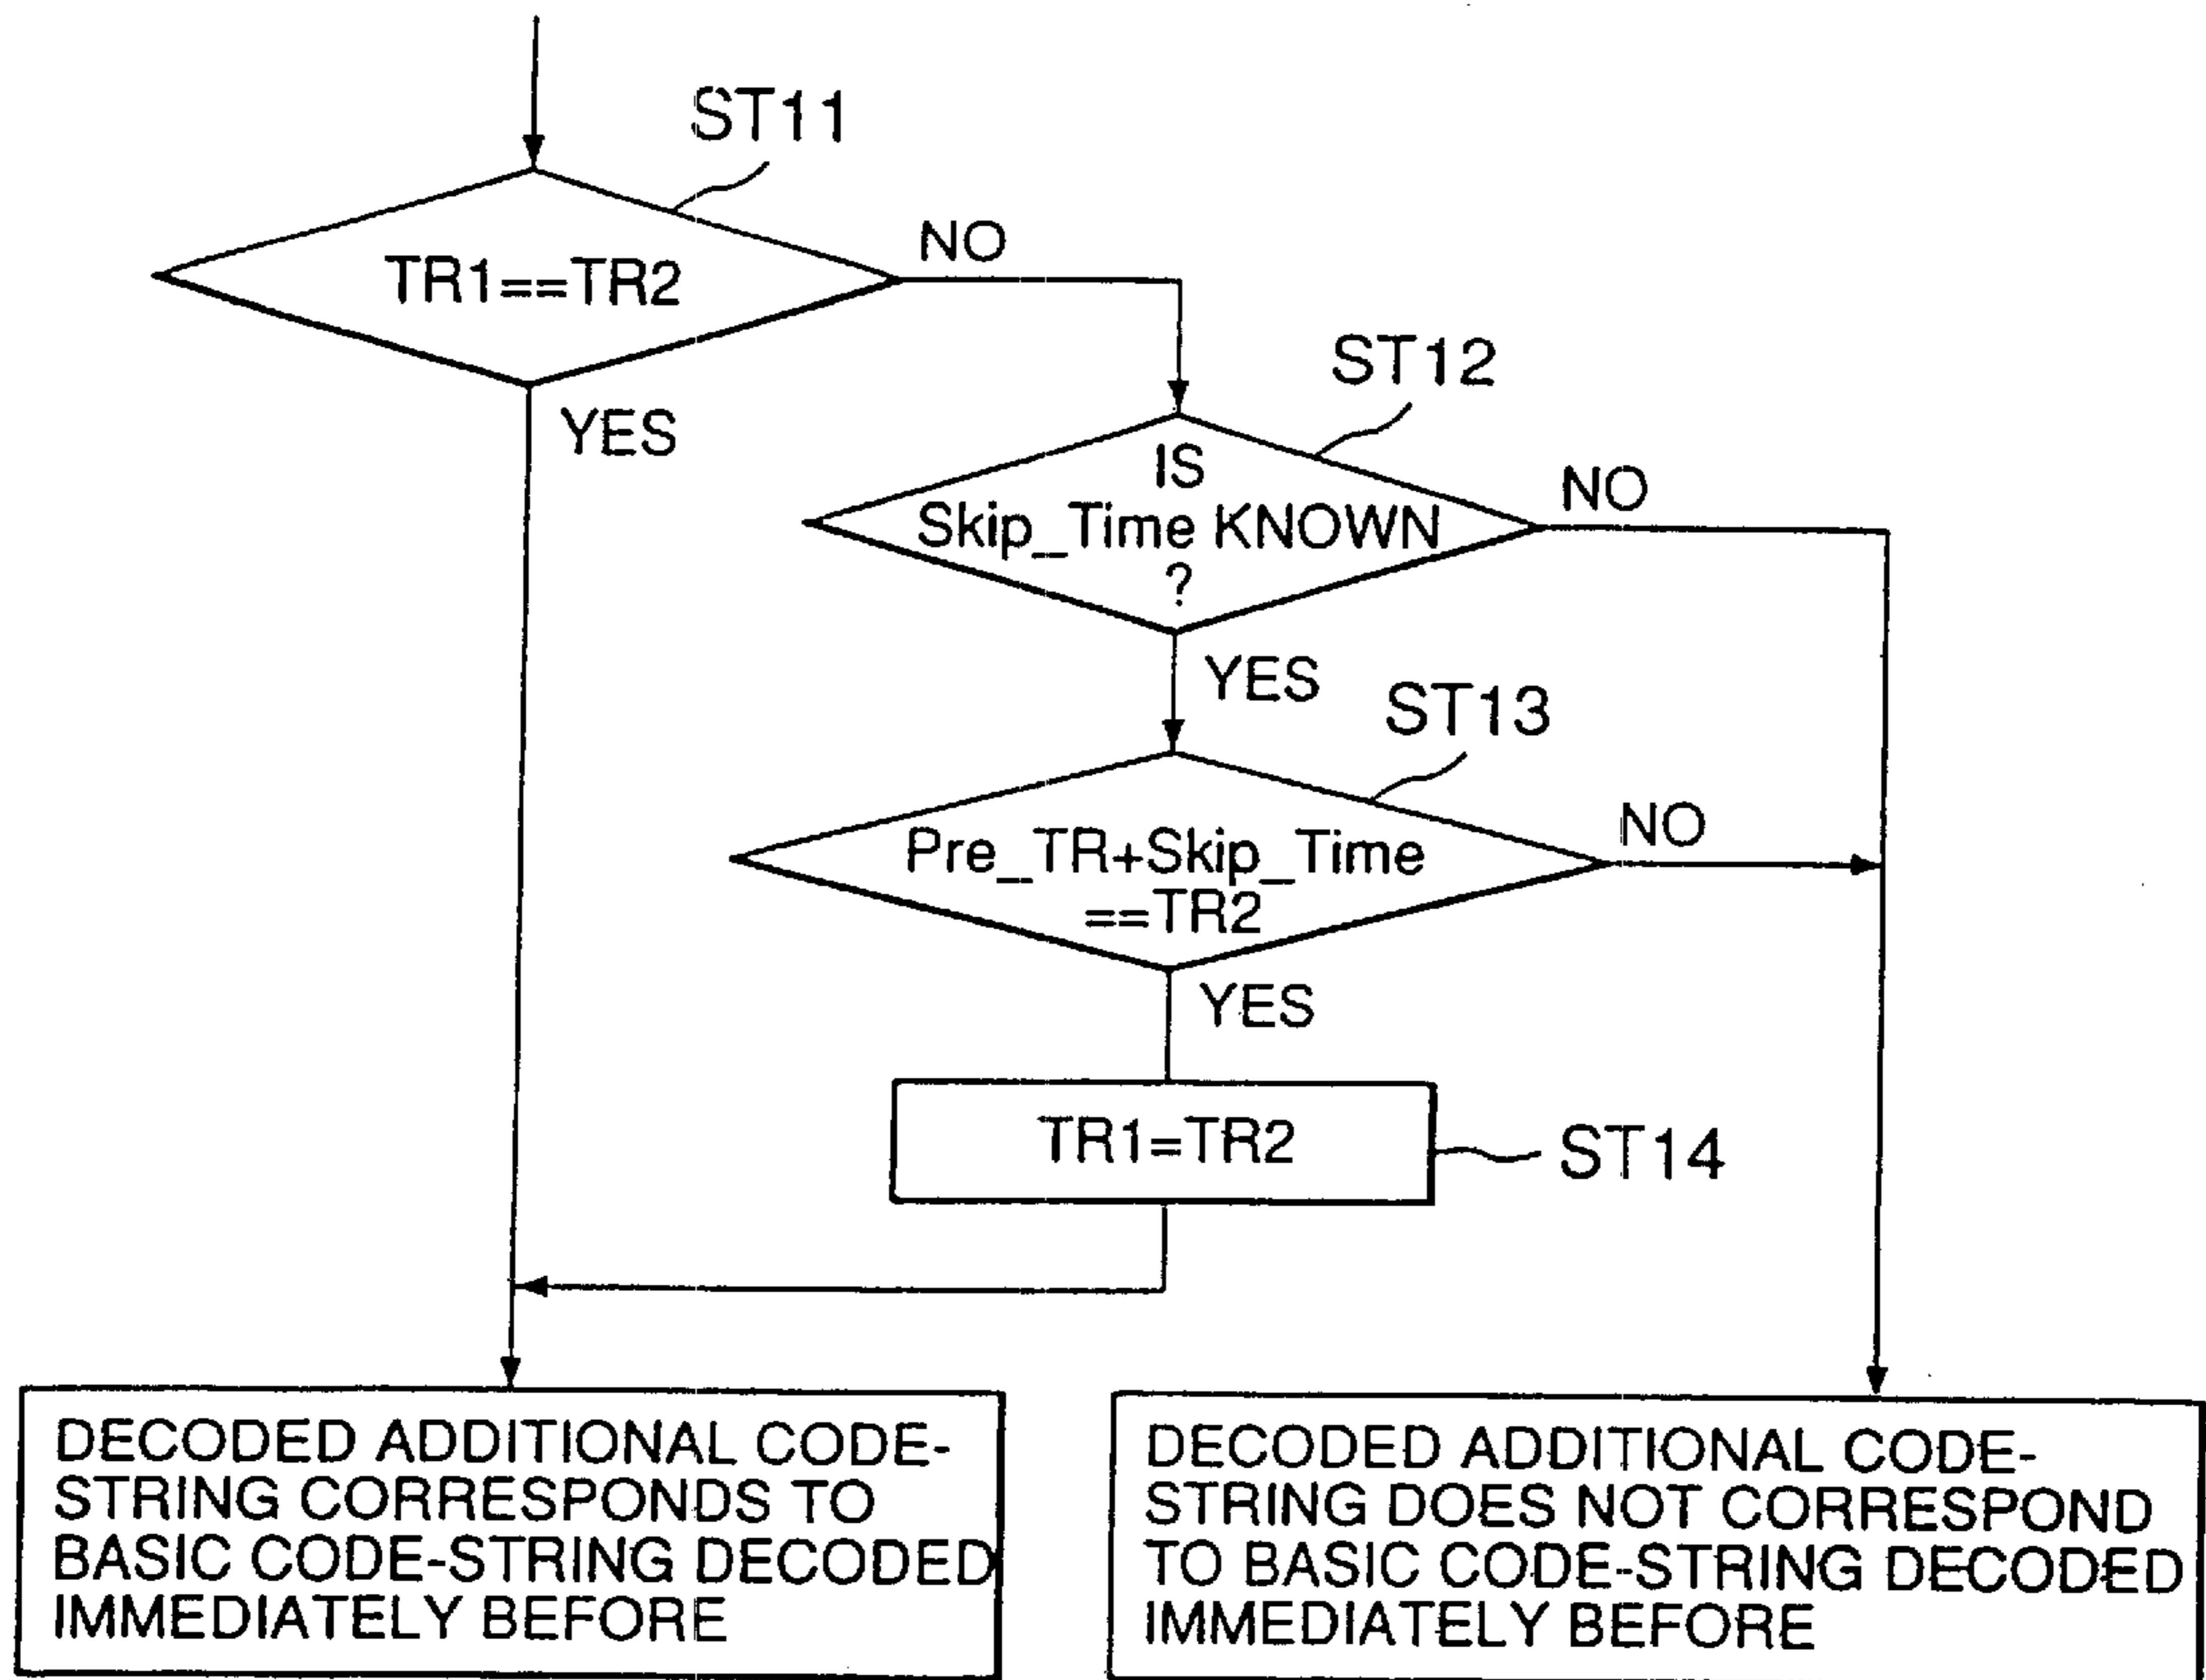 ST11
TR1==TR2
NO
YES
ST12
IS
Skip_Time KNOWN
?
NO
YES
ST13
Pre_TR+Skip_Time
==TR2
NO
YES
TR1=TR2
ST14
DECODED ADDITIONAL CODE-
STRING CORRESPONDS TO
BASIC CODE-STRING DECODED
IMMEDIATELY BEFORE
DECODED ADDITIONAL CODE-
STRING DOES NOT CORRESPOND
TO BASIC CODE-STRING DECODED
IMMEDIATELY BEFORE